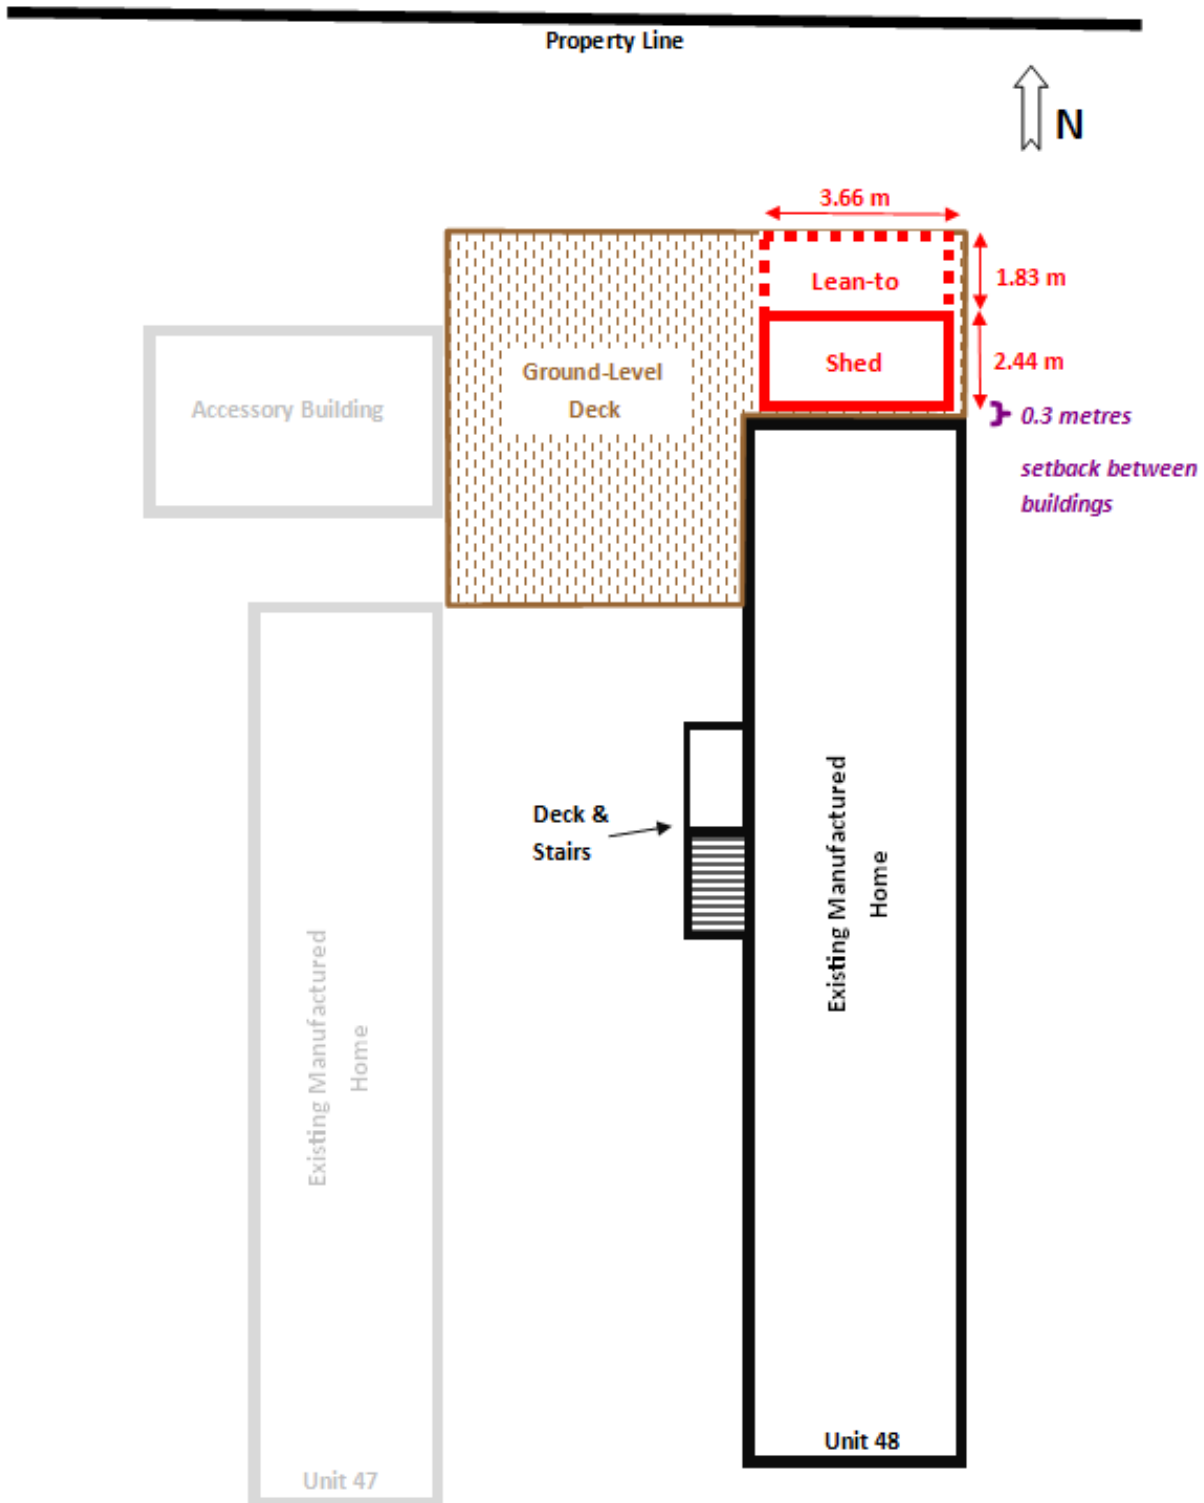 Property Line
N
3.66 m
Lean-to
1.83 m
Shed
2.44 m
Ground-Level
Deck
Accessory Building
0.3 metres
setback between
buildings
Deck &
Stairs
Existing Manufactured
Home
Existing Manufactured
Home
Unit 48
Unit 47